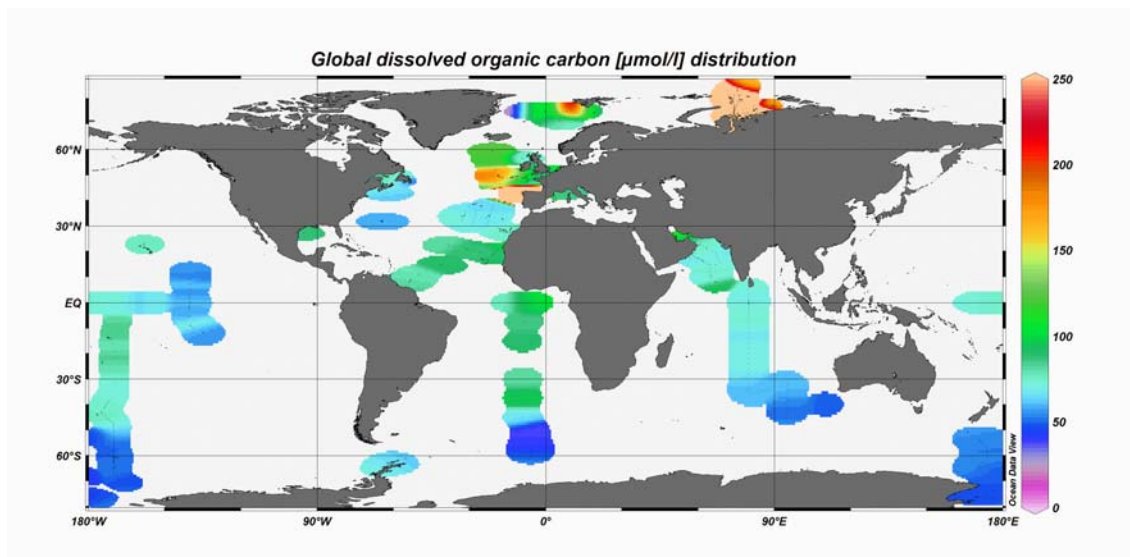 Global dissolved organic carbon [µmol/l] distribution
60°N
30°N
EQ
30°S
60°S
180°W
90°W
0°
90°E
180°E
250
200
150
100
50
0
Ocean Data View